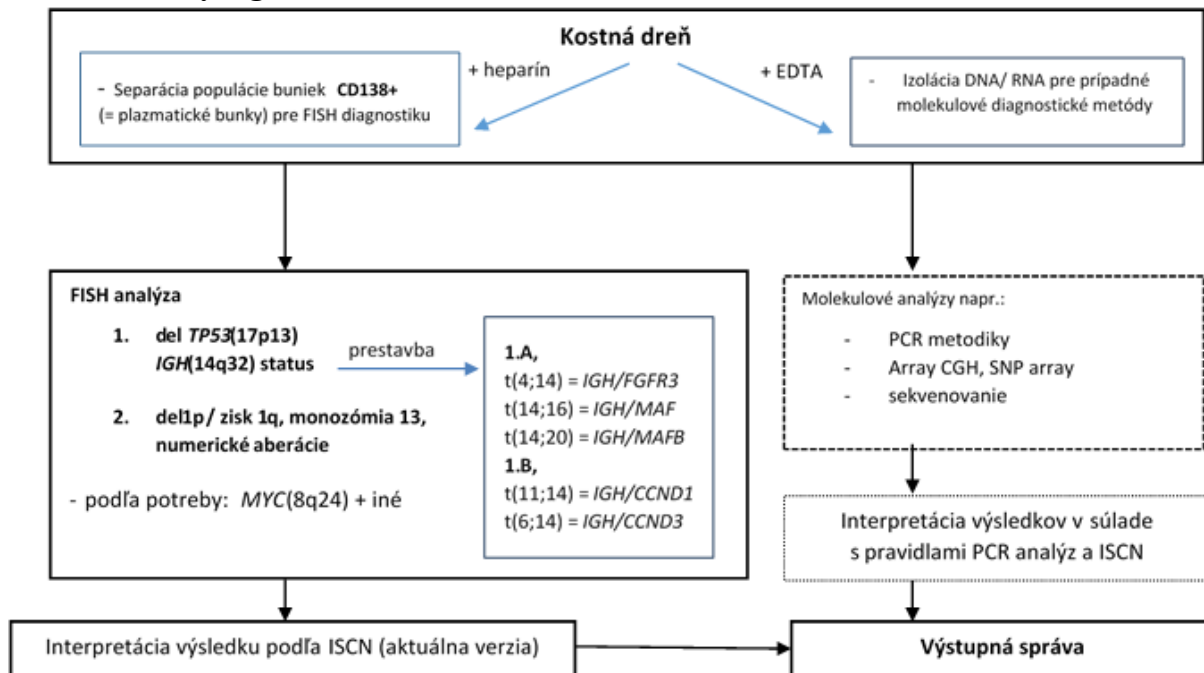 Kostná dreň
+ heparín
+ EDTA
- Separácia populácie buniek CD138+
(= plazmatické bunky) pre FISH diagnostiku
- Izolácia DNA/ RNA pre prípadné
molekulové diagnostické metódy
FISH analýza
1. del TP53(17p13)
IGH(14q32) status
prestavba
2. del1p/ zisk 1q, monozómia 13,
numerické aberácie
- podľa potreby: MYC(8q24) + iné
1.A,
t(4;14) = IGH/FGFR3
t(14;16) = IGH/MAF
t(14;20) = IGH/MAFB
1.B,
t(11;14) = IGH/CCND1
t(6;14) = IGH/CCND3
Molekulové analýzy napr.:
- PCR metodiky
- Array CGH, SNP array
- sekvenovanie
Interpretácia výsledkov v súlade
s pravidlami PCR analýz a ISCN
Interpretácia výsledku podľa ISCN (aktuálna verzia)
Výstupná správa